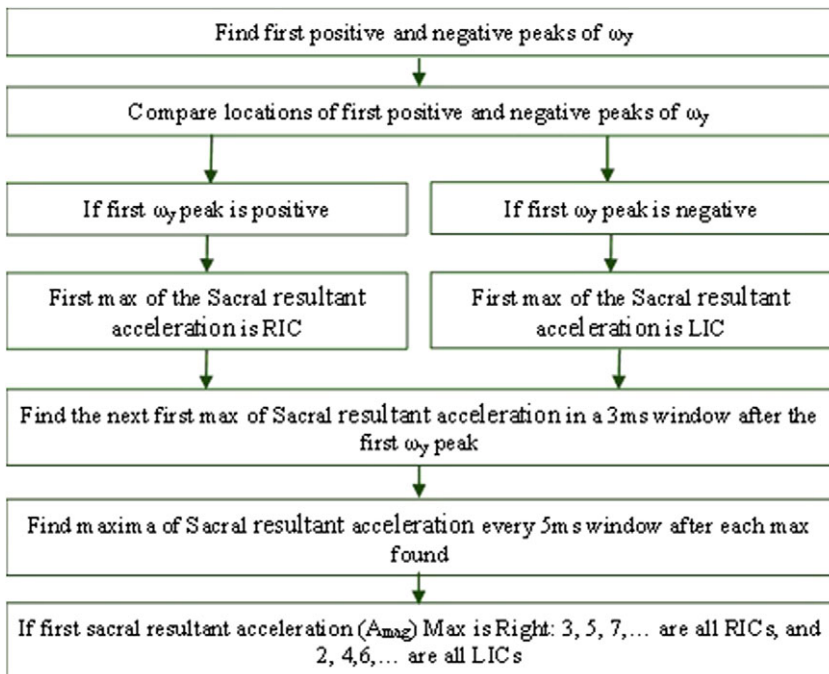 Find first positive and negative peaks of ωy
Compare locations of first positive and negative peaks of ωy
If first ωy peak is positive
If first ωy peak is negative
First max of the Sacral resultant
acceleration is RIC
First max of the Sacral resultant
acceleration is LIC
Find the next first max of Sacral resultant acceleration in a 3ms window after the
first ωy peak
Find maxima of Sacral resultant acceleration every 5ms window after each max
found
If first sacral resultant acceleration (Amag) Max is Right: 3, 5, 7,... are all RICs, and
2, 4,6,... are all LICs